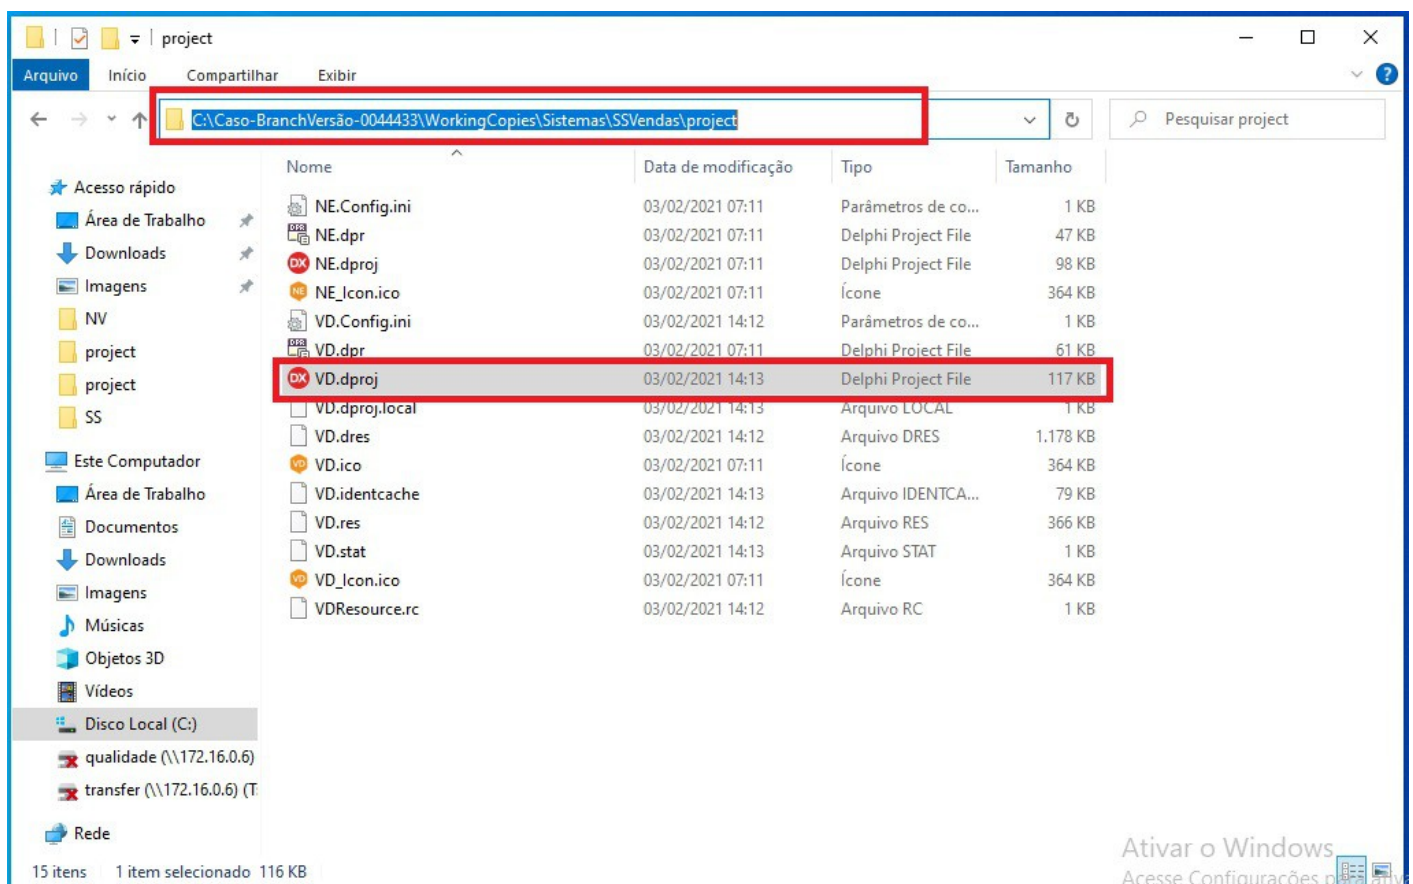 project
Arquivo Início Compartilhar Exibir
C:\Caso-BranchVersão-0044433\WorkingCopies\Sistemas\SSVendas\project Pesquisar project
Nome Data de modificação Tipo Tamanho
Acesso rápido
Área de Trabalho
Downloads
Imagens
NV
project
project
SS
Este Computador
Área de Trabalho
Documentos
Downloads
Imagens
Músicas
Objetos 3D
Vídeos
Disco Local (C:)
qualidade (\\172.16.0.6)
transfer (\\172.16.0.6) (T:
Rede
NE.Config.ini 03/02/2021 07:11 Parâmetros de co... 1 KB
NE.dpr 03/02/2021 07:11 Delphi Project File 47 KB
NE.dproj 03/02/2021 07:11 Delphi Project File 98 KB
NE_Icon.ico 03/02/2021 07:11 Ícone 364 KB
VD.Config.ini 03/02/2021 14:12 Parâmetros de co... 1 KB
VD.dpr 03/02/2021 07:11 Delphi Project File 61 KB
VD.dproj 03/02/2021 14:13 Delphi Project File 117 KB
VD.dproj.local 03/02/2021 14:13 Arquivo LOCAL 1 KB
VD.dres 03/02/2021 14:12 Arquivo DRES 1.178 KB
VD.ico 03/02/2021 07:11 Ícone 364 KB
VD.identcache 03/02/2021 14:13 Arquivo IDENTCA... 79 KB
VD.res 03/02/2021 14:12 Arquivo RES 366 KB
VD.stat 03/02/2021 14:13 Arquivo STAT 1 KB
VD_Icon.ico 03/02/2021 07:11 Ícone 364 KB
VDResource.rc 03/02/2021 14:12 Arquivo RC 1 KB
Ativar o Windows
Acesse Configurações
15 itens 1 item selecionado 116 KB